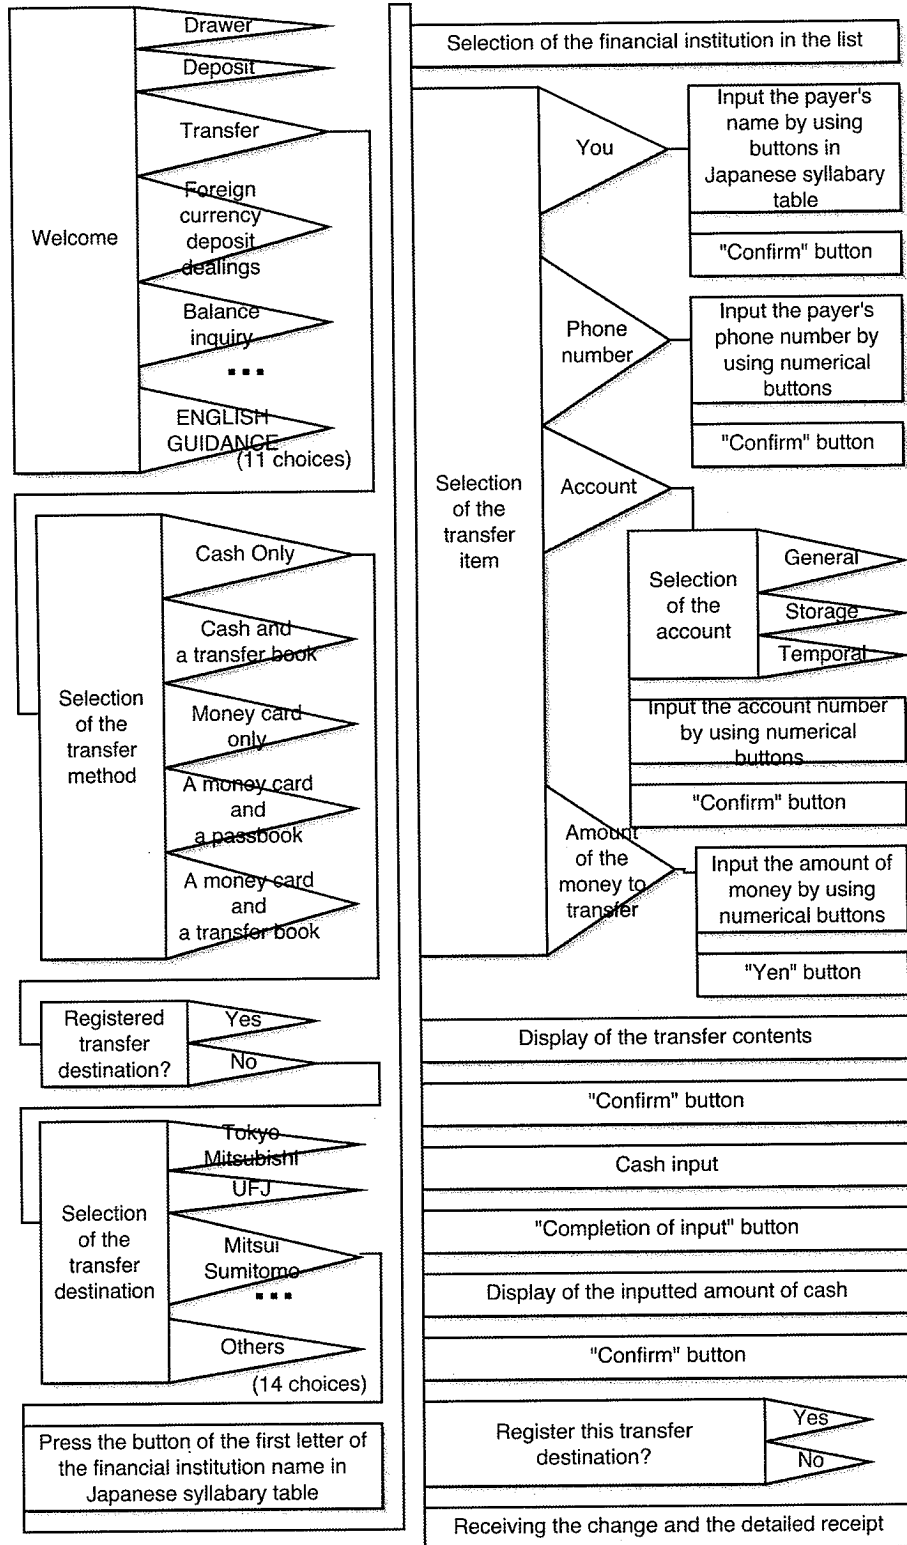 Welcome
Drawer
Deposit
Transfer
Foreign
currency
deposit
dealings
Balance
inquiry
...
ENGLISH
GUIDANCE
(11 choices)
Selection
of the
transfer
method
Cash Only
Cash and
a transfer book
Money card
only
A money card
and
a passbook
A money card
and
a transfer book
Registered
transfer
destination?
Yes
No
Selection
of the
transfer
destination
Tokyo
Mitsubishi
UFJ
Mitsui
Sumitomo
...
Others
(14 choices)
Press the button of the first letter of
the financial institution name in
Japanese syllabary table
Selection of the financial institution in the list
Selection
of the
transfer
item
You
Input the payer's
name by using
buttons in
Japanese syllabary
table
"Confirm" button
Phone
number
Input the payer's
phone number by
using numerical
buttons
"Confirm" button
Account
Selection
of the
account
General
Storage
Temporal
Input the account number
by using numerical
buttons
"Confirm" button
Amount
of the
money to
transfer
Input the amount of
money by using
numerical buttons
"Yen" button
Display of the transfer contents
"Confirm" button
Cash input
"Completion of input" button
Display of the inputted amount of cash
"Confirm" button
Register this transfer
destination?
Yes
No
Receiving the change and the detailed receipt